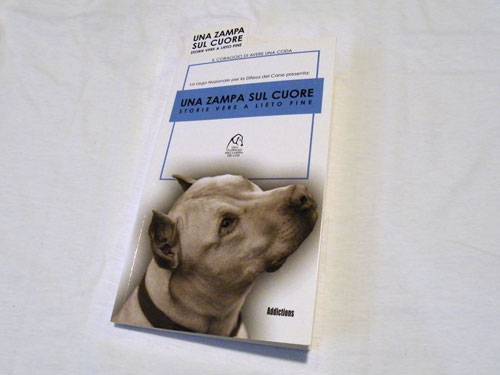 UNA ZAMPA
SUL CUORE
STORIE VERE A LIETO FINE
IL CORAGGIO DI AVERE UNA CODA
La Lega Nazionale per la Difesa del Cane presenta:
UNA ZAMPA SUL CUORE
STORIE VERE A LIETO FINE
Addictions